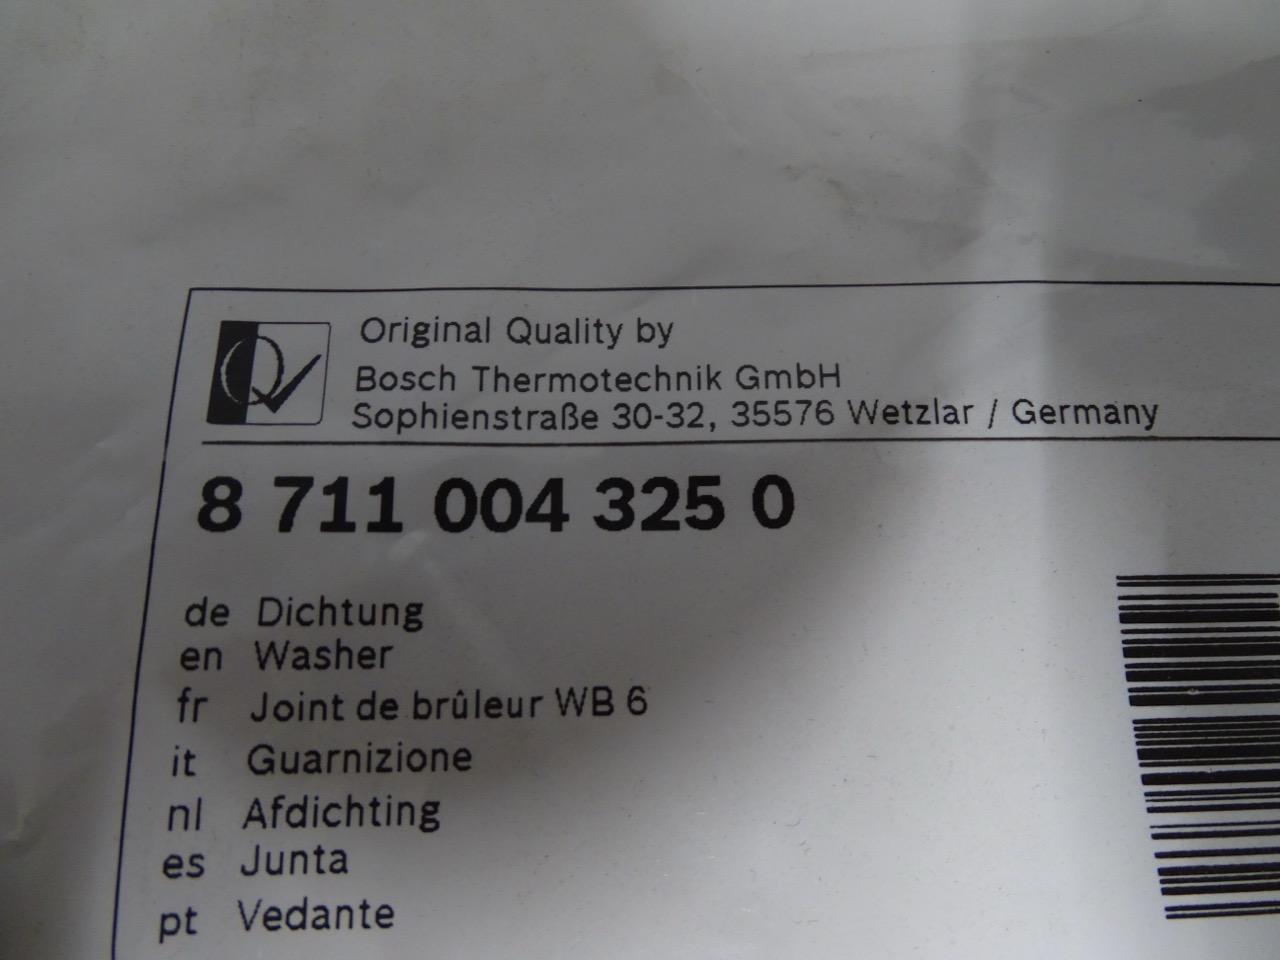 Original Quality by
Bosch Thermotechnik GmbH
Sophienstraße 30-32, 35576 Wetzlar / Germany
8 711 004 325 0
de Dichtung
en Washer
fr Joint de brûleur WB 6
it Guarnizione
nl Afdichting
es Junta
pt Vedante